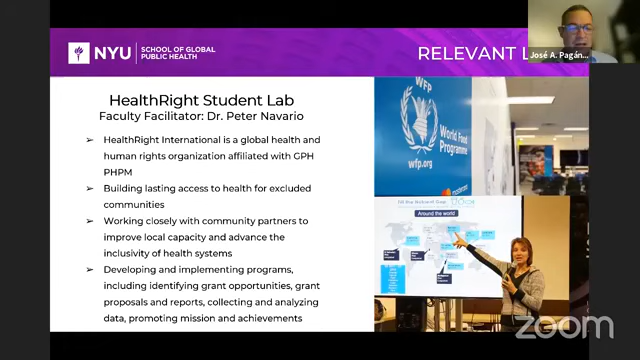 NYU
SCHOOL OF GLOBAL
PUBLIC HEALTH
RELEVANT
José A. Pagán...
HealthRight Student Lab
Faculty Facilitator: Dr. Peter Navario
➢ HealthRight International is a global health and
human rights organization affiliated with GPH
PHPM
➢ Building lasting access to health for excluded
communities
➢ Working closely with community partners to
improve local capacity and advance the
inclusivity of health systems
➢ Developing and implementing programs,
including identifying grant opportunities, grant
proposals and reports, collecting and analyzing
data, promoting mission and achievements
WFP
World Food
Programme
wfp.org
mastercard
Around the world
zoom